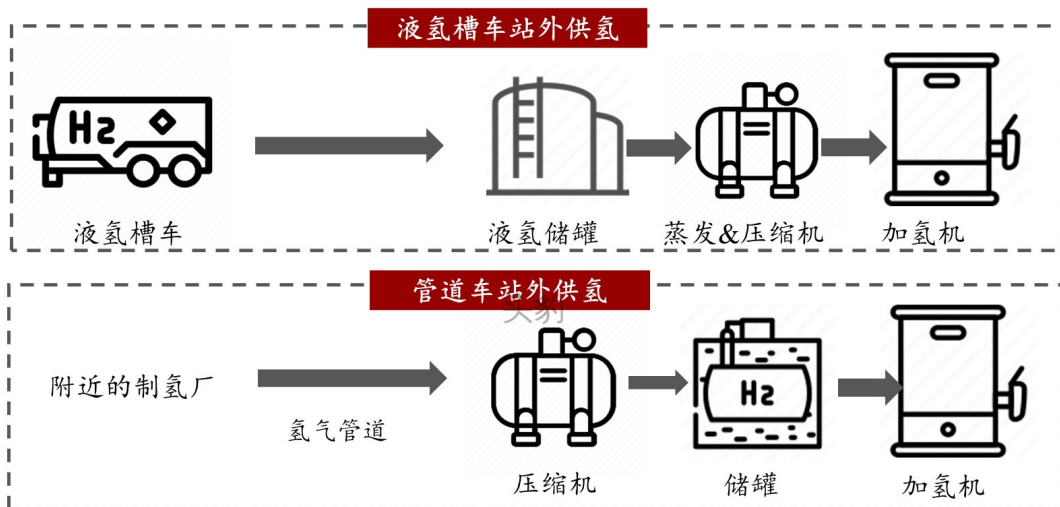 液氢槽车站外供氢
H2
液氢槽车
液氢储罐
蒸发&压缩机
加氢机
管道车站外供氢
头豹
附近的制氢厂
氢气管道
H2
压缩机
储罐
加氢机